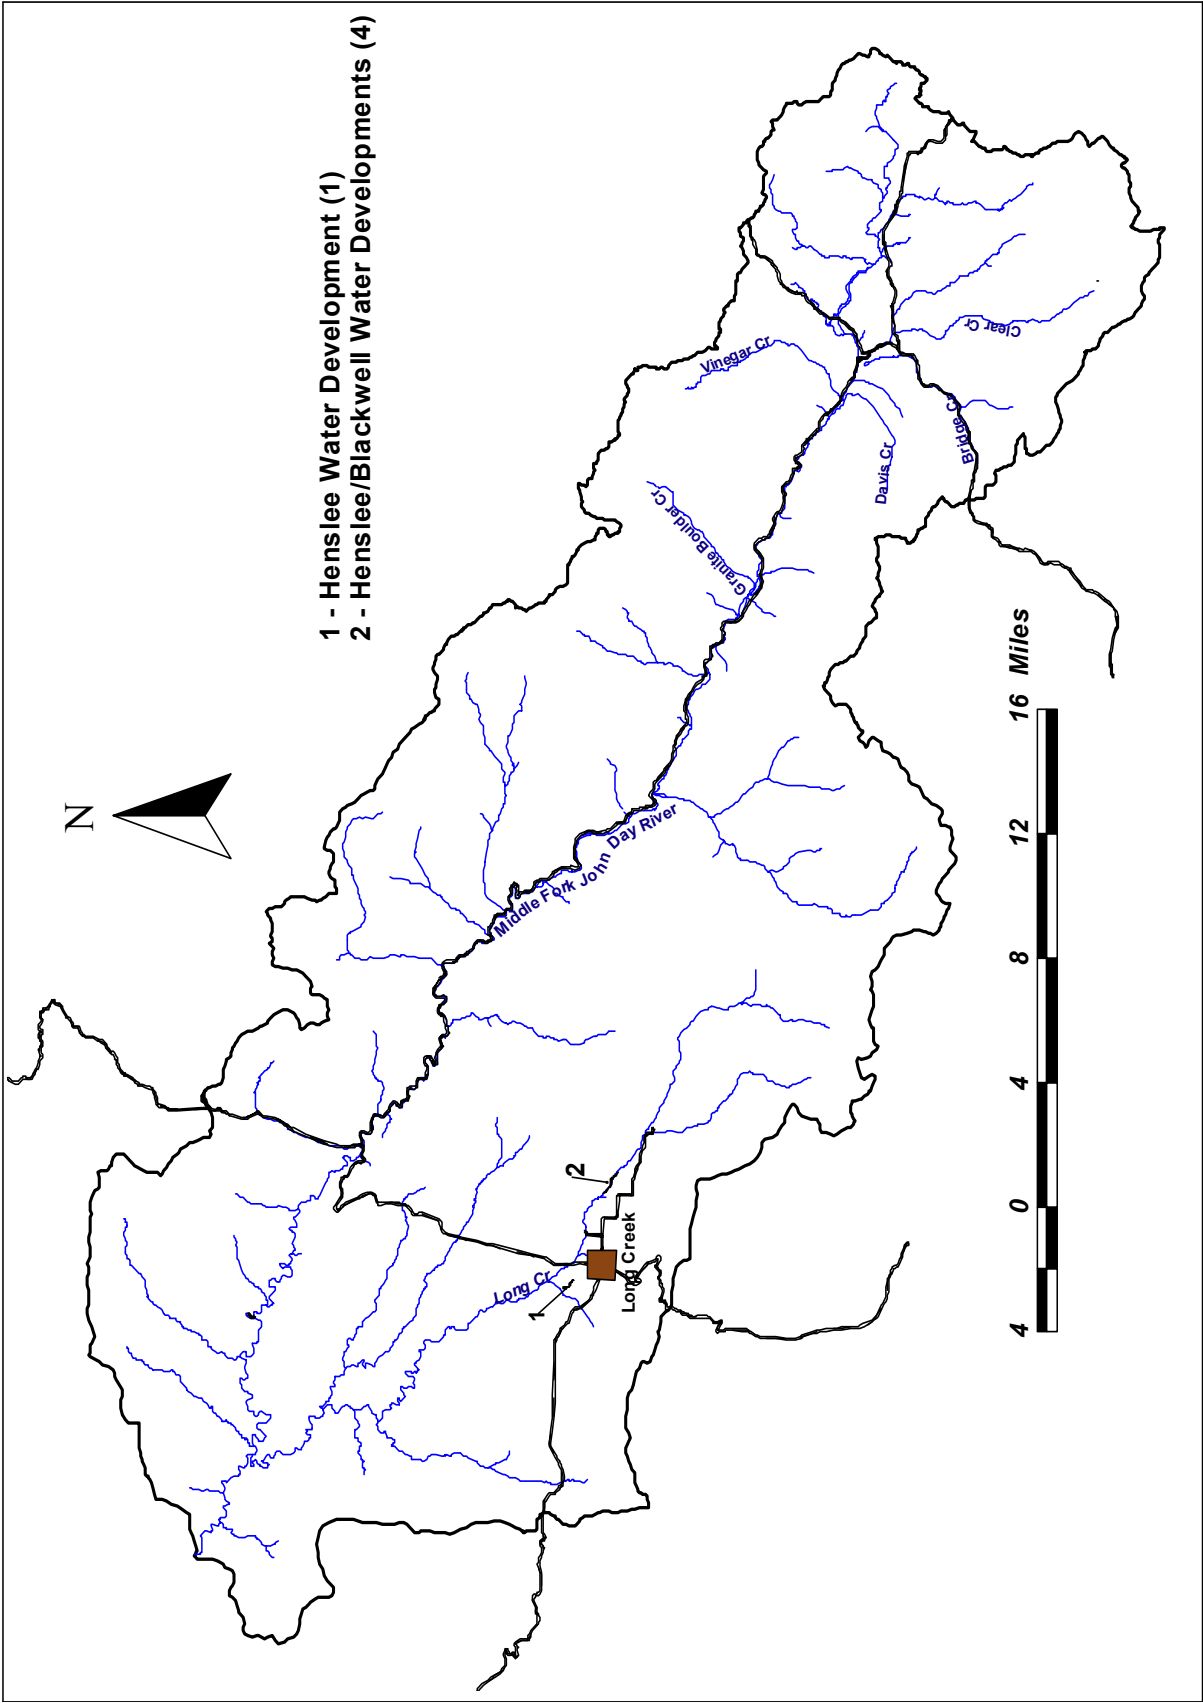 1 - Henslee Water Development (1)
2 - Henslee/Blackwell Water Developments (4)
N
Vinegar Cr
Granite Boulder Cr
Clear Cr
Bridge Cr
Davis Cr
Middle Fork John Day River
2
Long Cr
1
Long Creek
4 0 4 8 12 16 Miles